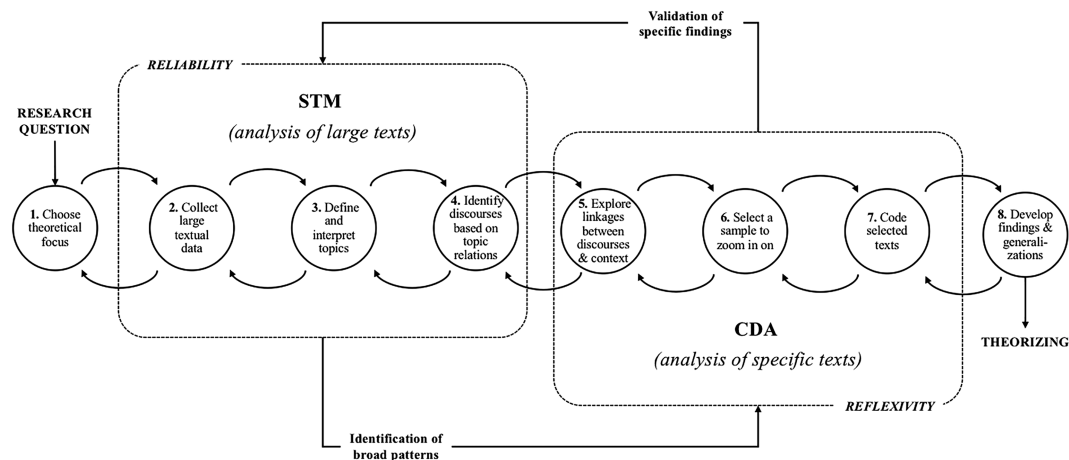 Validation of
specific findings
RELIABILITY
STM
(analysis of large texts)
RESEARCH
QUESTION
1. Choose
theoretical
focus
2. Collect
large
textual
data
3. Define
and
interpret
topics
4. Identify
discourses
based on
topic
relations
5. Explore
linkages
between
discourses
& context
6. Select a
sample to
zoom in on
7. Code
selected
texts
8. Develop
findings &
generali-
zations
CDA
(analysis of specific texts)
THEORIZING
REFLEXIVITY
Identification of
broad patterns